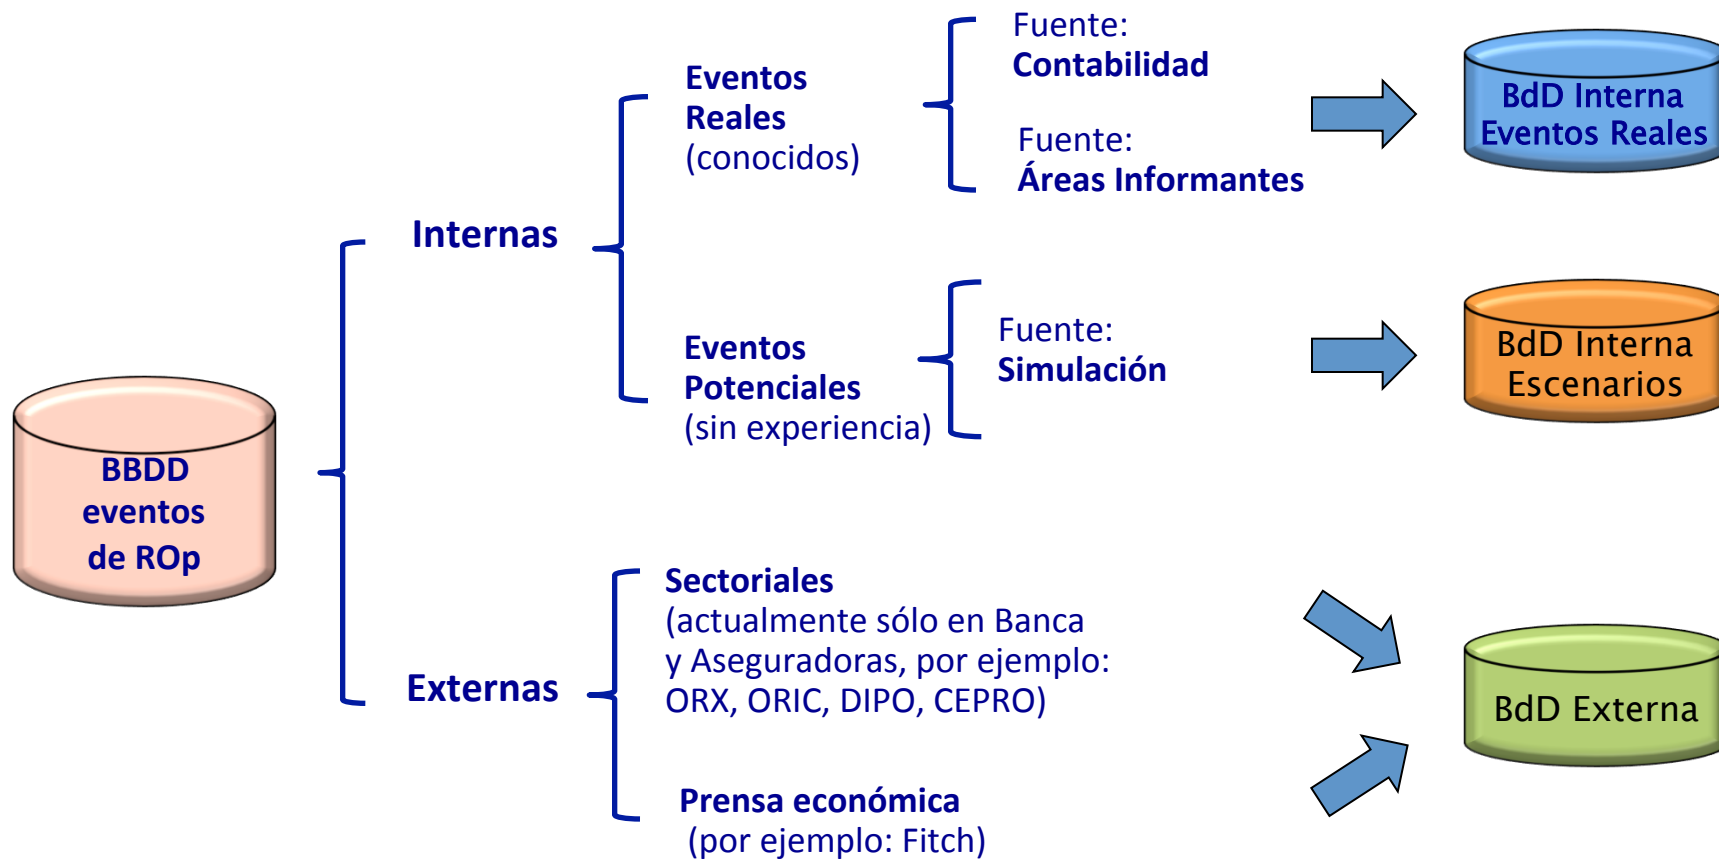 BBDD
eventos
de ROp
Internas
Eventos
Reales
(conocidos)
Fuente:
Contabilidad
Fuente:
Áreas Informantes
BdD Interna
Eventos Reales
Eventos
Potenciales
(sin experiencia)
Fuente:
Simulación
BdD Interna
Escenarios
Externas
Sectoriales
(actualmente sólo en Banca
y Aseguradoras, por ejemplo:
ORX, ORIC, DIPO, CEPRO)
Prensa económica
(por ejemplo: Fitch)
BdD Externa